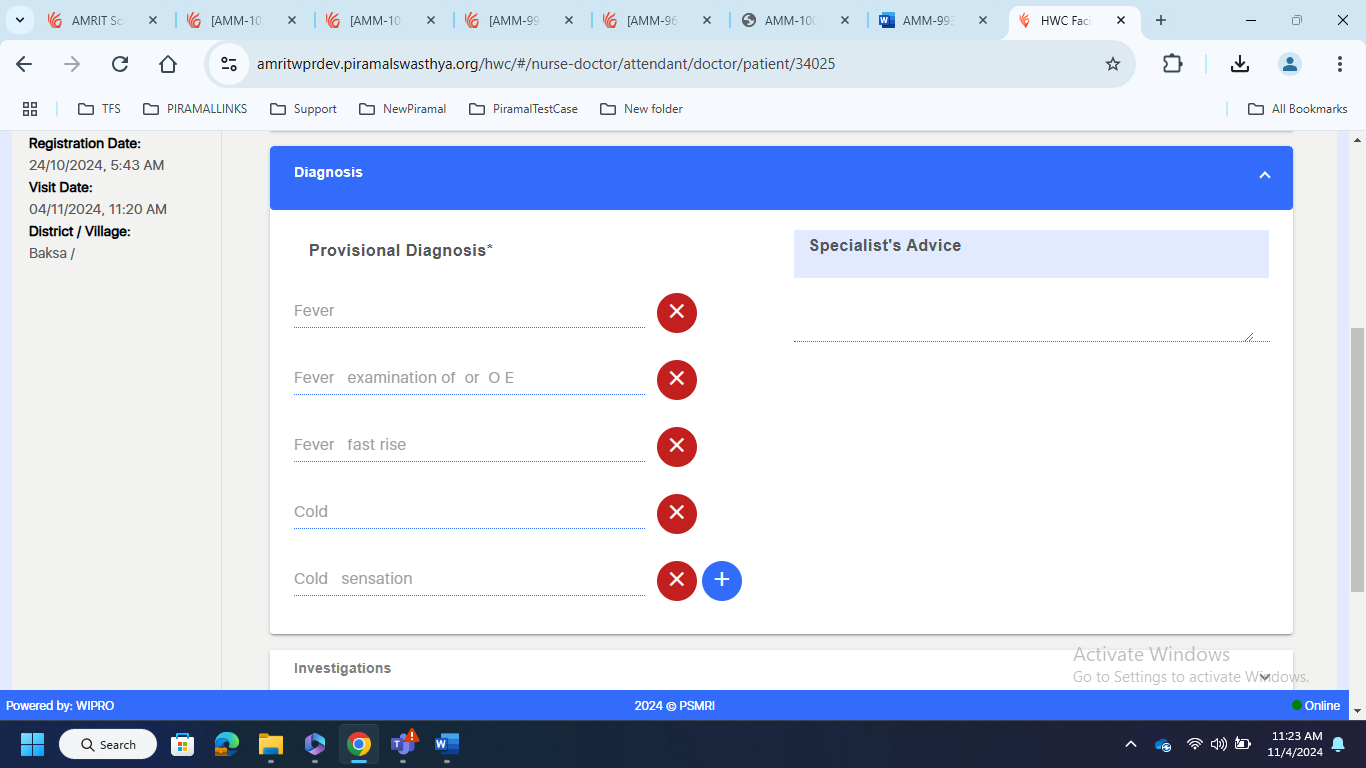 AMRIT Sc
[AMM-10
[AMM-10
[AMM-99
[AMM-96
AMM-100
AMM-993
HWC Faci
amritwprdev.piramalswasthya.org/hwc/#/nurse-doctor/attendant/doctor/patient/34025
TFS
PIRAMALLINKS
Support
NewPiramal
PiramalTestCase
New folder
All Bookmarks
Registration Date:
24/10/2024, 5:43 AM
Visit Date:
04/11/2024, 11:20 AM
District / Village:
Baksa /
Diagnosis
Provisional Diagnosis*
Specialist's Advice
Fever
Fever   examination of  or  O E
Fever   fast rise
Cold
Cold   sensation
Investigations
Activate Windows
Go to Settings to activate Windows.
Powered by: WIPRO
2024 © PSMRI
Online
Search
11:23 AM
11/4/2024